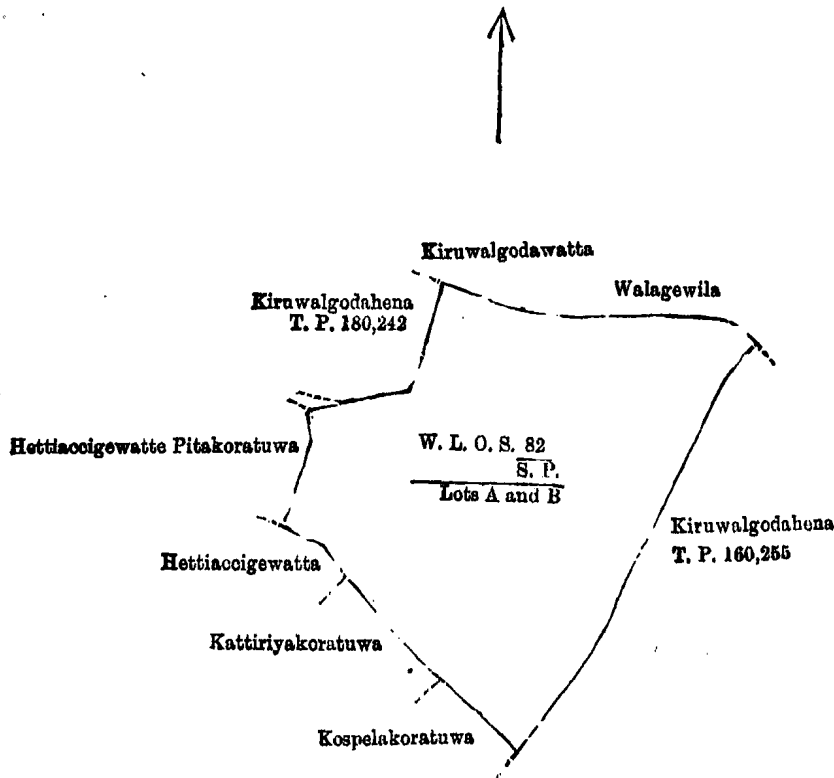 Kiruwalgodawatta
Walagewila
Kiruwalgodahena
T. P. 180,242
Hettiaccigewatte Pitakoratuwa
W. L. O. S. 82
S. P.
Lots A and B
Kiruwalgodahena
T. P. 160,255
Hettiaccigewatta
Kattiriyakoratuwa
Kospelakoratuwa